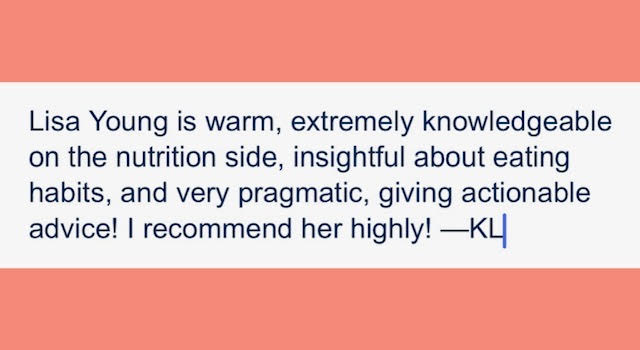 Lisa Young is warm, extremely knowledgeable
on the nutrition side, insightful about eating
habits, and very pragmatic, giving actionable
advice! I recommend her highly! —KL